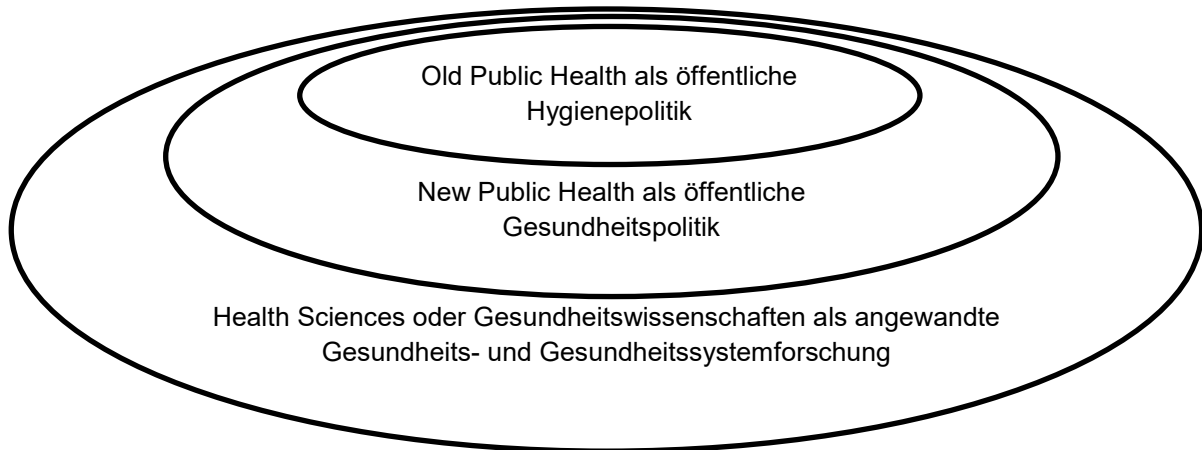 Old Public Health als öffentliche
Hygienepolitik
New Public Health als öffentliche
Gesundheitspolitik
Health Sciences oder Gesundheitswissenschaften als angewandte
Gesundheits- und Gesundheitssystemforschung